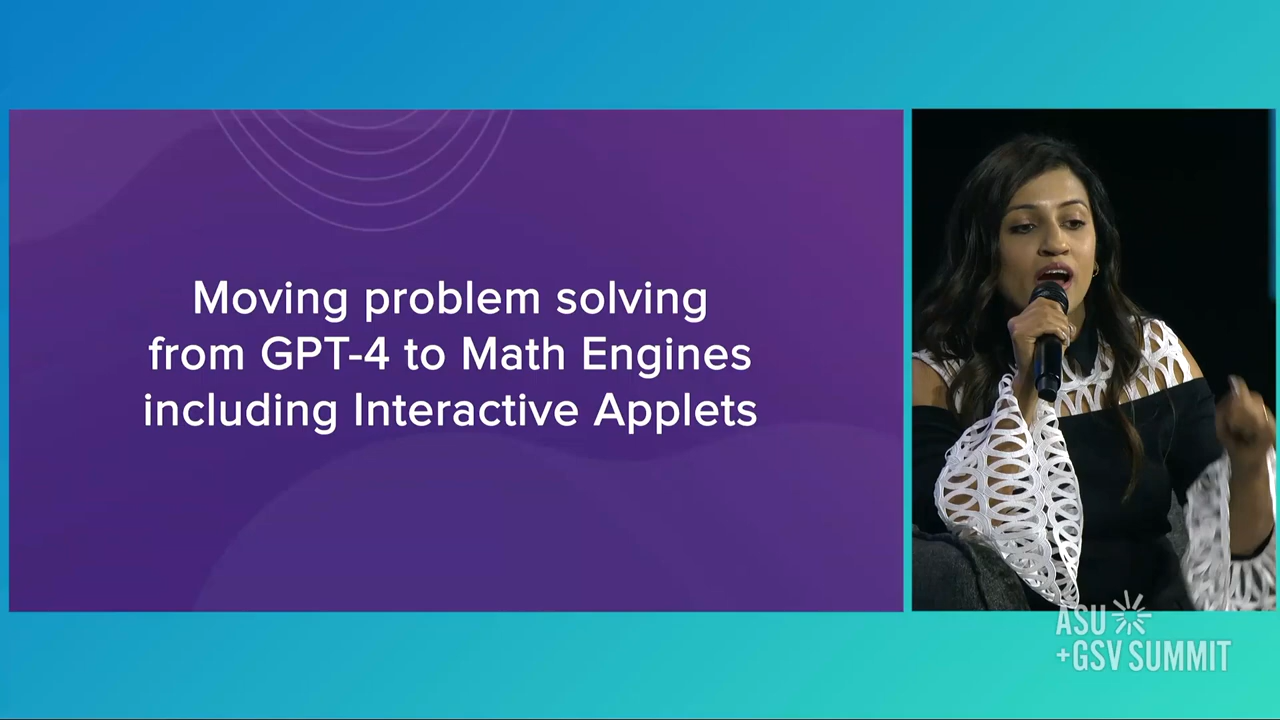 Moving problem solving
from GPT-4 to Math Engines
including Interactive Applets
ASU
+GSV SUMMIT